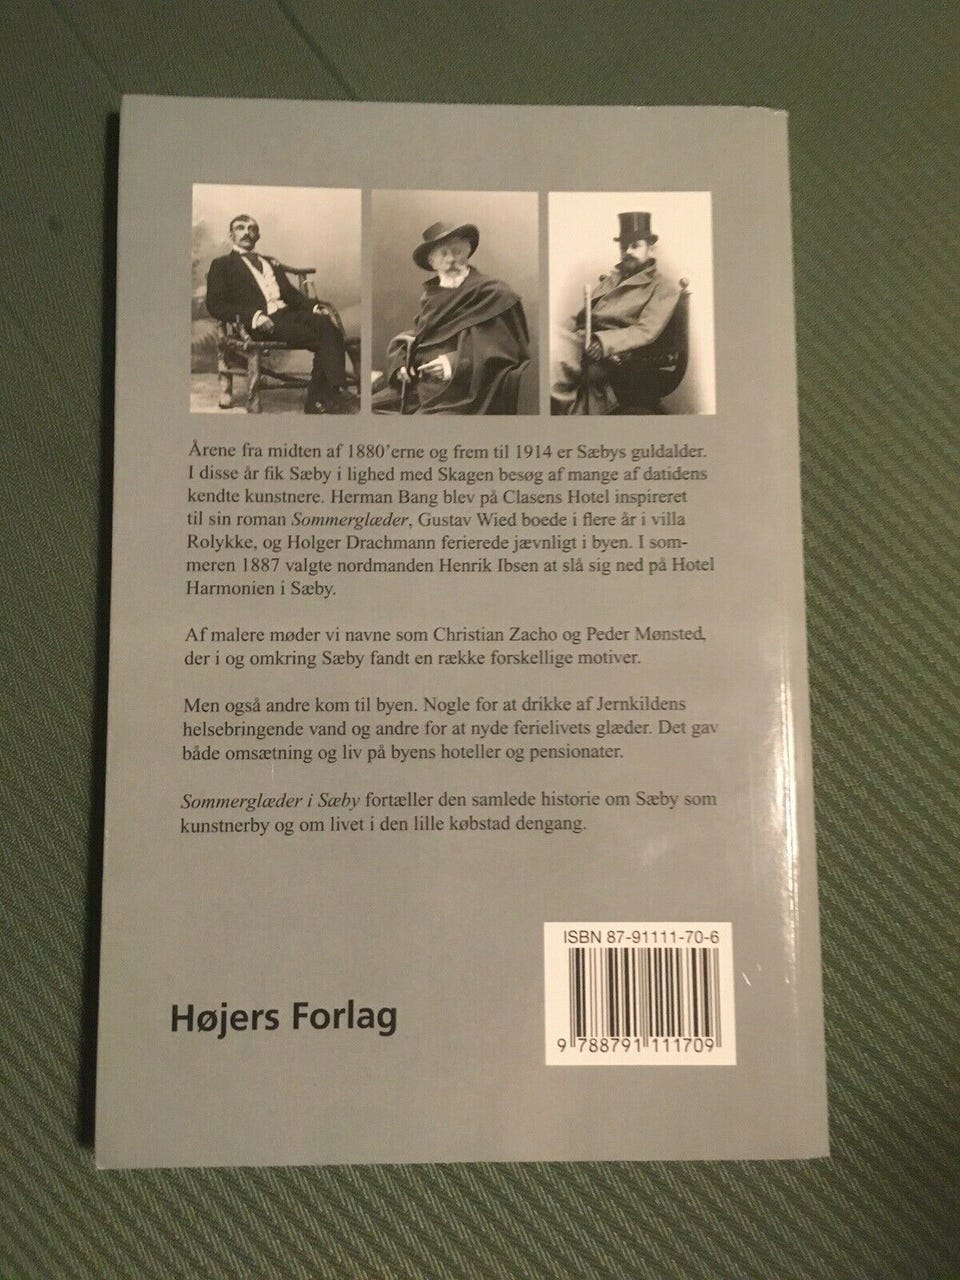 Årene fra midten af 1880'erne og frem til 1914 er Sæbys guldalder.
I disse år fik Sæby i lighed med Skagen besøg af mange af datidens
kendte kunstnere. Herman Bang blev på Clasens Hotel inspireret
til sin roman Sommerglæder, Gustav Wied boede i flere år i villa
Rolykke, og Holger Drachmann ferierede jævnligt i byen. I som-
meren 1887 valgte nordmanden Henrik Ibsen at slå sig ned på Hotel
Harmonien i Sæby.
Af malere møder vi navne som Christian Zacho og Peder Mønsted,
der i og omkring Sæby fandt en række forskellige motiver.
Men også andre kom til byen. Nogle for at drikke af Jernkildens
helsebringende vand og andre for at nyde ferielivets glæder. Det gav
både omsætning og liv på byens hoteller og pensionater.
Sommerglæder i Sæby fortæller den samlede historie om Sæby som
kunstnerby og om livet i den lille købstad dengang.
ISBN 87-91111-70-6
9 788791 111709
Højers Forlag